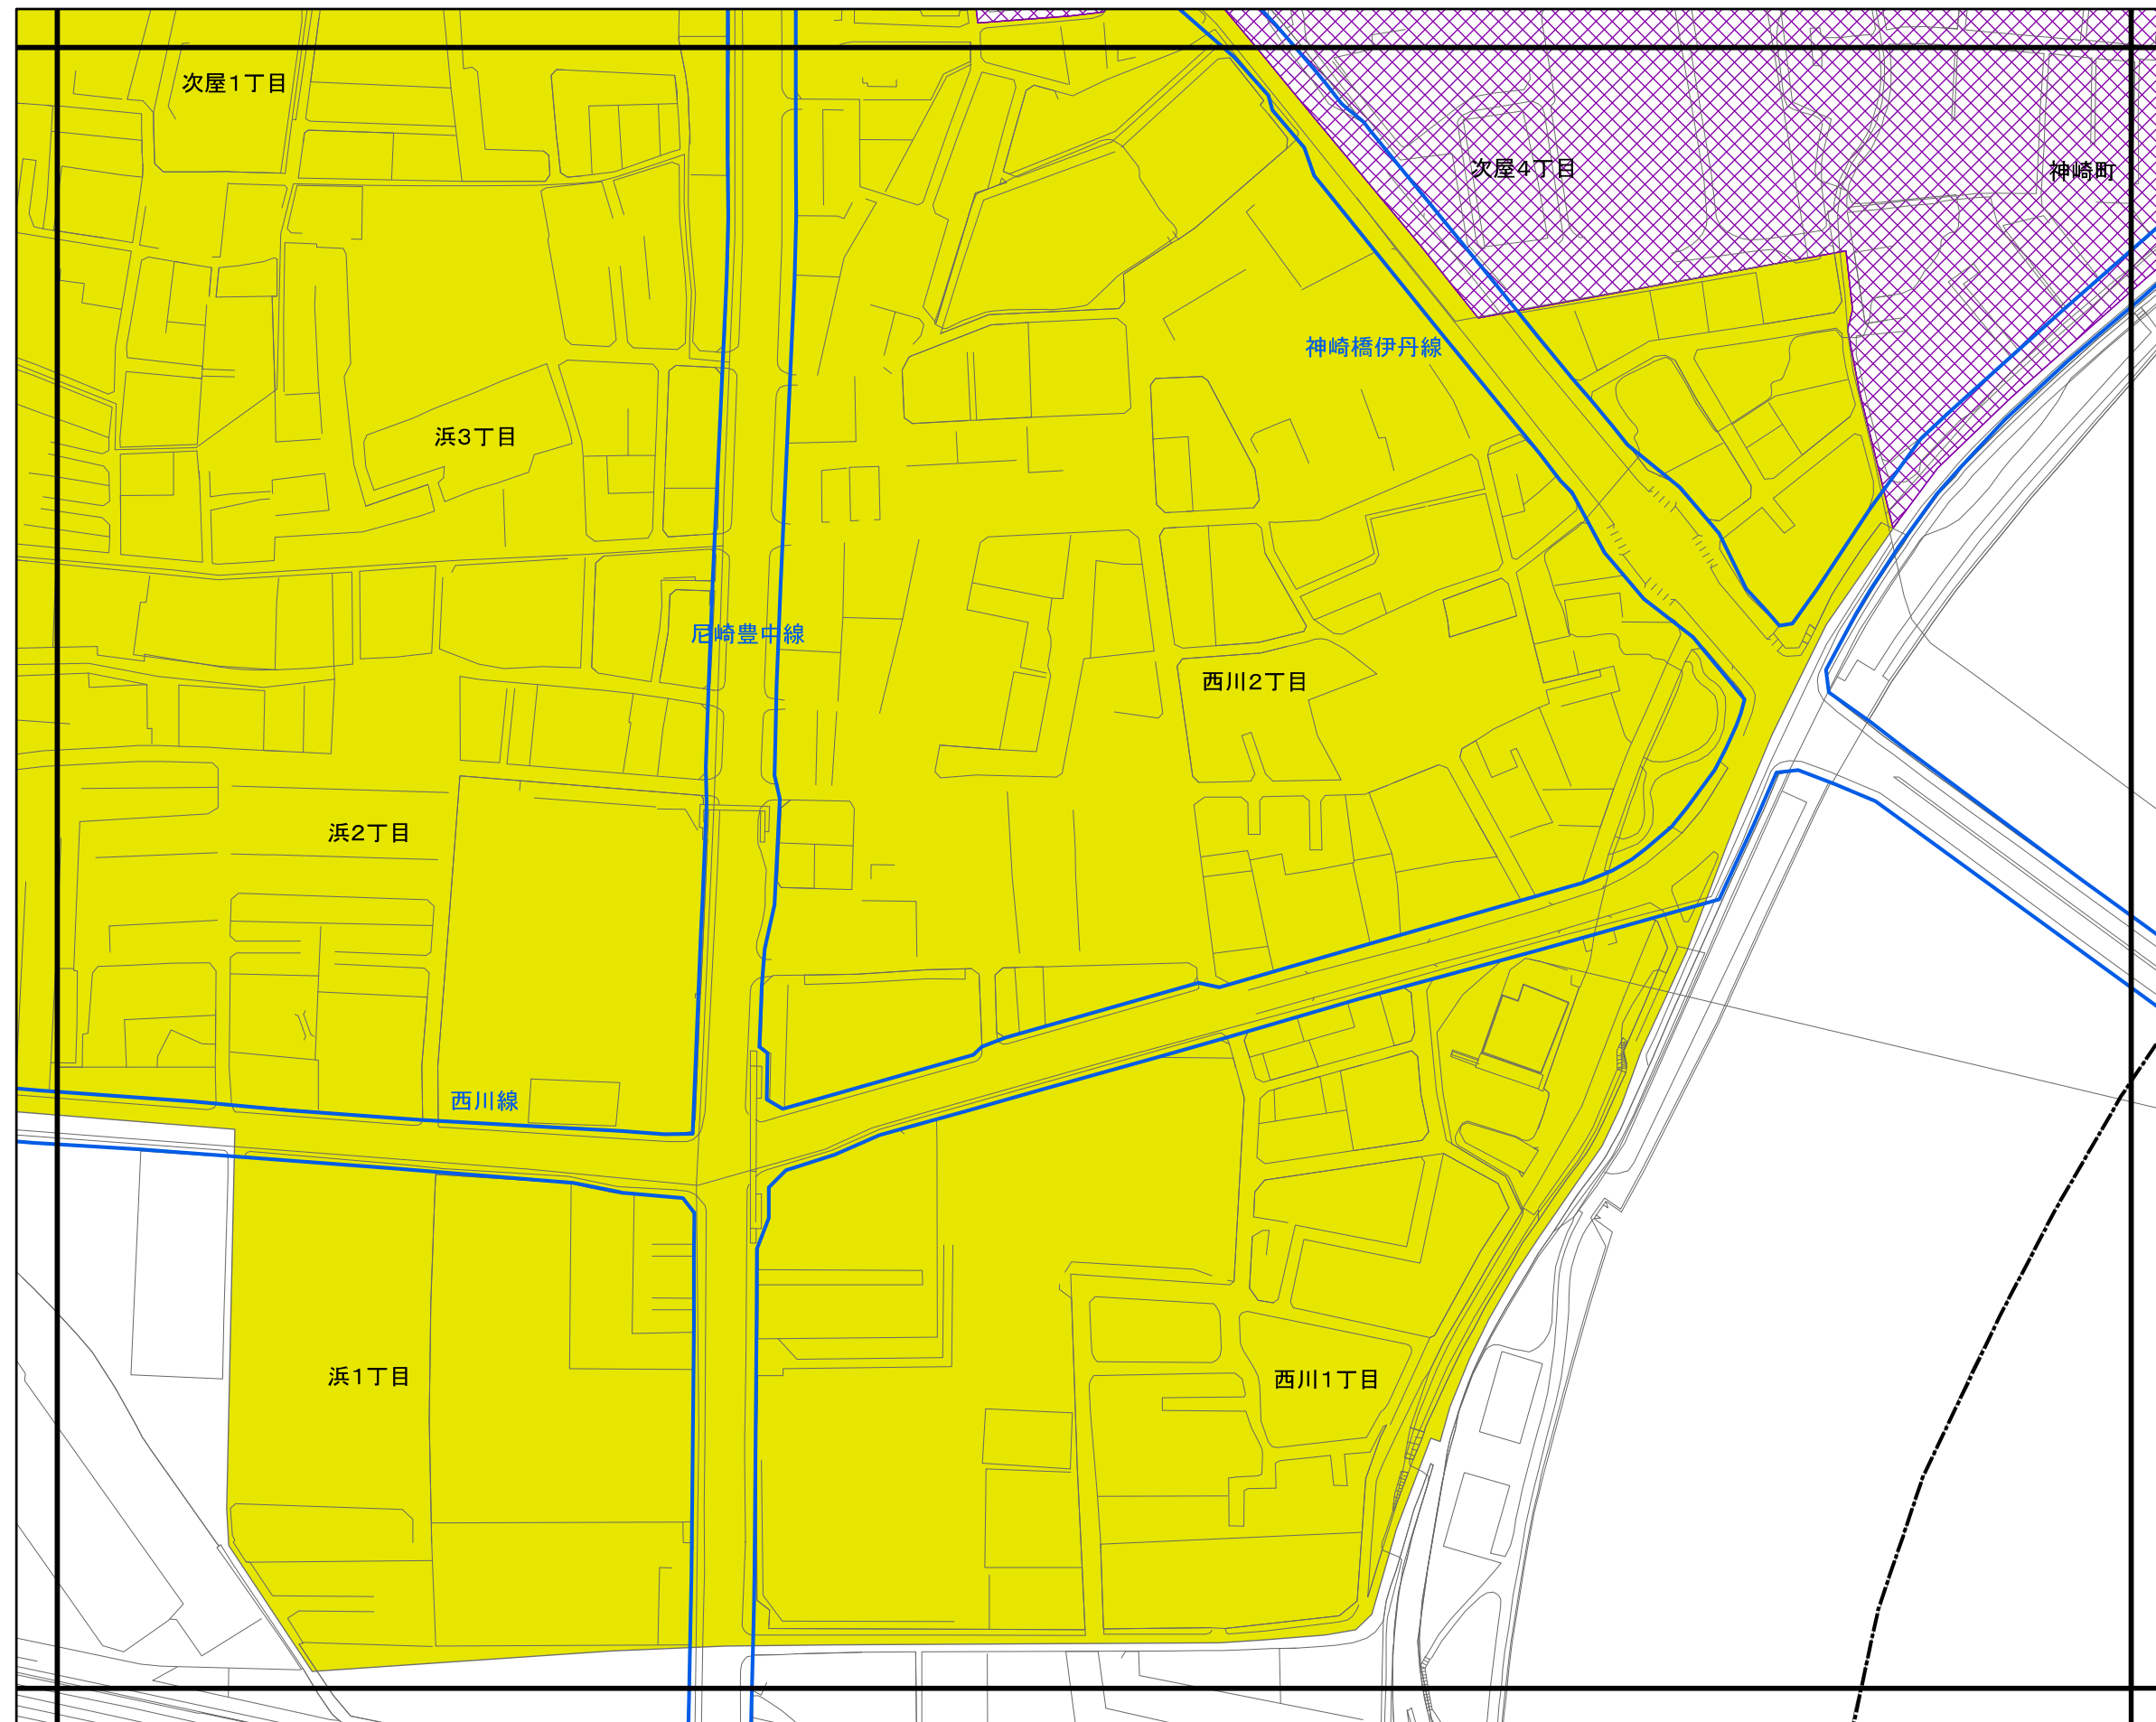 次屋1丁目
次屋4丁目
神崎町
神崎橋伊丹線
浜3丁目
尼崎豊中線
西川2丁目
浜2丁目
西川線
浜1丁目
西川1丁目